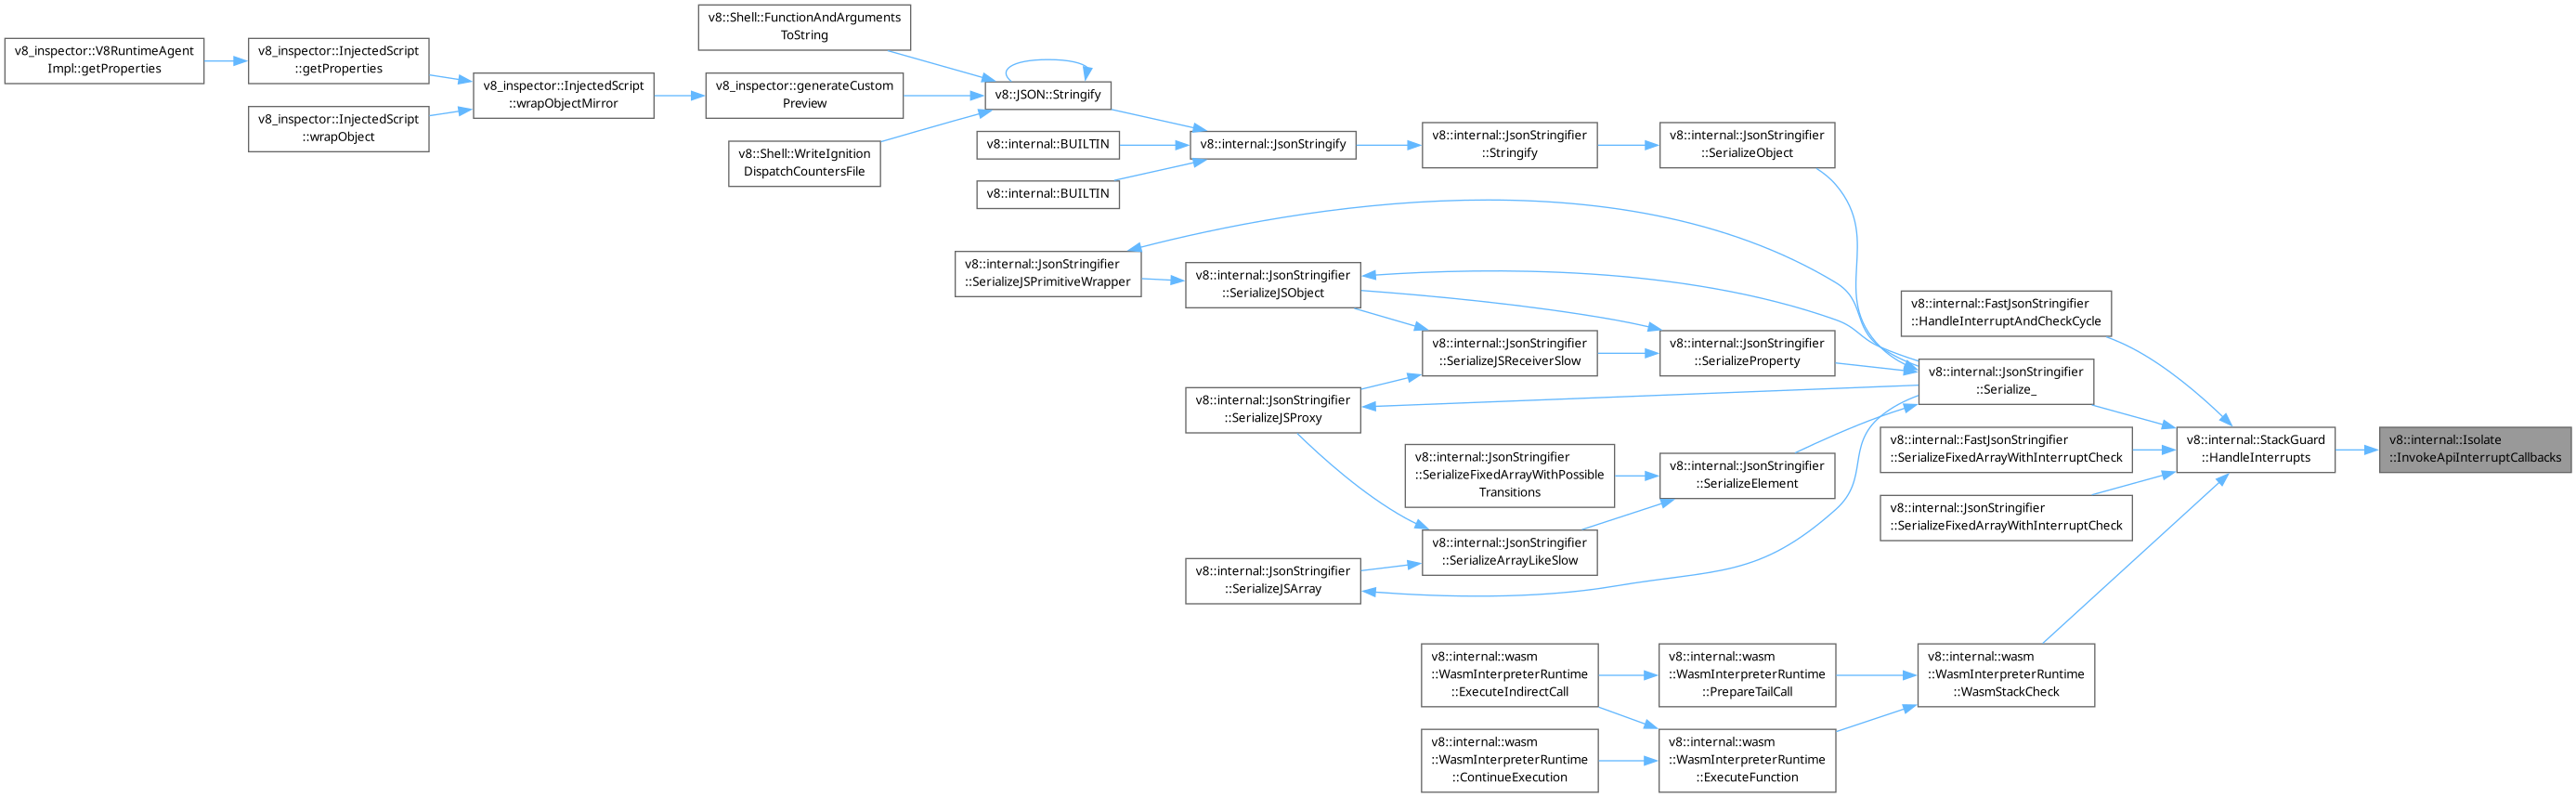 v8::Shell::FunctionAndArguments
ToString
v8_inspector::V8RuntimeAgent
Impl::getProperties
v8_inspector::InjectedScript
::getProperties
v8_inspector::InjectedScript
::wrapObjectMirror
v8_inspector::generateCustom
Preview
v8::JSON::Stringify
v8_inspector::InjectedScript
::wrapObject
v8::Shell::WriteIgnition
DispatchCountersFile
v8::internal::BUILTIN
v8::internal::BUILTIN
v8::internal::JsonStringify
v8::internal::JsonStringifier
::Stringify
v8::internal::JsonStringifier
::SerializeObject
v8::internal::JsonStringifier
::SerializeJSPrimitiveWrapper
v8::internal::JsonStringifier
::SerializeJSObject
v8::internal::FastJsonStringifier
::HandleInterruptAndCheckCycle
v8::internal::JsonStringifier
::SerializeJSReceiverSlow
v8::internal::JsonStringifier
::SerializeProperty
v8::internal::JsonStringifier
::Serialize_
v8::internal::JsonStringifier
::SerializeJSProxy
v8::internal::FastJsonStringifier
::SerializeFixedArrayWithInterruptCheck
v8::internal::StackGuard
::HandleInterrupts
v8::internal::Isolate
::InvokeApiInterruptCallbacks
v8::internal::JsonStringifier
::SerializeFixedArrayWithPossible
Transitions
v8::internal::JsonStringifier
::SerializeElement
v8::internal::JsonStringifier
::SerializeFixedArrayWithInterruptCheck
v8::internal::JsonStringifier
::SerializeArrayLikeSlow
v8::internal::JsonStringifier
::SerializeJSArray
v8::internal::wasm
::WasmInterpreterRuntime
::ExecuteIndirectCall
v8::internal::wasm
::WasmInterpreterRuntime
::PrepareTailCall
v8::internal::wasm
::WasmInterpreterRuntime
::WasmStackCheck
v8::internal::wasm
::WasmInterpreterRuntime
::ContinueExecution
v8::internal::wasm
::WasmInterpreterRuntime
::ExecuteFunction